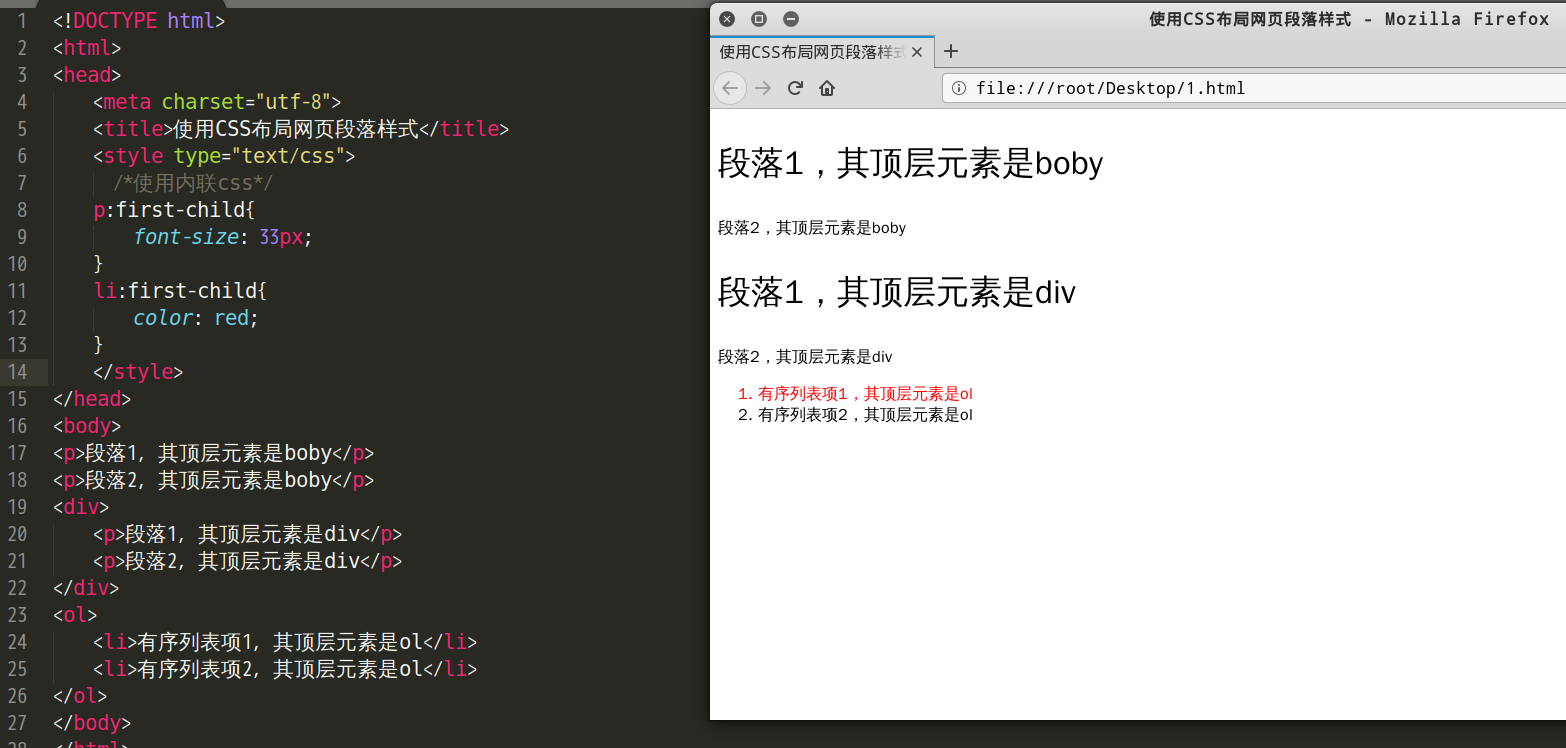 1 <!DOCTYPE html>
2 <html>
3 <head>
4 <meta charset="utf-8">
5 <title>使用CSS布局网页段落样式</title>
6 <style type="text/css">
7 /*使用内联css*/
8 p:first-child{
9 font-size: 33px;
10 }
11 li:first-child{
12 color: red;
13 }
14 </style>
15 </head>
16 <body>
17 <p>段落1, 其顶层元素是boby</p>
18 <p>段落2, 其顶层元素是boby</p>
19 <div>
20 <p>段落1, 其顶层元素是div</p>
21 <p>段落2, 其顶层元素是div</p>
22 </div>
23 <ol>
24 <li>有序列表项1, 其顶层元素是ol</li>
25 <li>有序列表项2, 其顶层元素是ol</li>
26 </ol>
27 </body>
28 </html>
使用CSS布局网页段落样式 - Mozilla Firefox
使用CSS布局网页段落样式
file:///root/Desktop/1.html
段落1，其顶层元素是boby
段落2，其顶层元素是boby
段落1，其顶层元素是div
段落2，其顶层元素是div
1. 有序列表项1，其顶层元素是ol
2. 有序列表项2，其顶层元素是ol